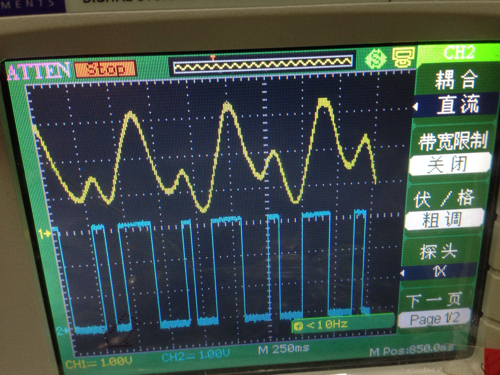 MENTS
ATTEN Stop CH2
耦合
直流
带宽限制
关闭
伏／格
粗调
探头
1X
下一页
Page 1/2
1
2
<10Hz
CH1= 1.00V CH2= 1.00V M 250ms M Pos:850.0ms